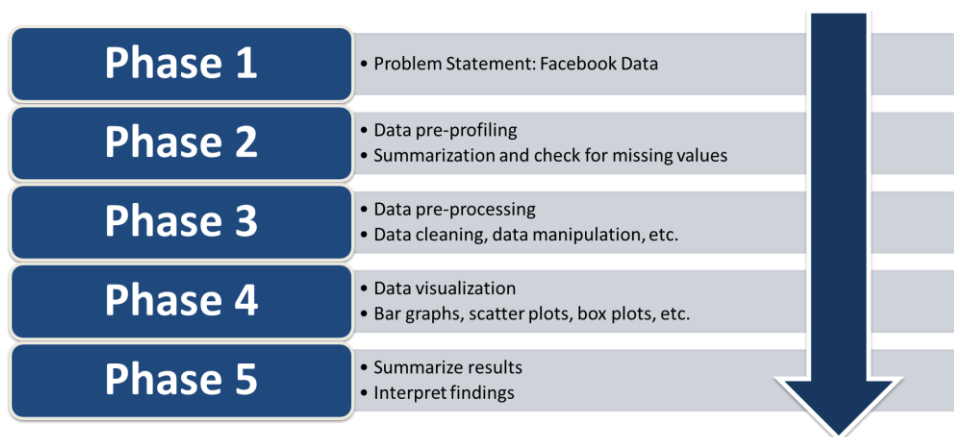 Phase 1
• Problem Statement: Facebook Data
Phase 2
• Data pre-profiling
• Summarization and check for missing values
Phase 3
• Data pre-processing
• Data cleaning, data manipulation, etc.
Phase 4
• Data visualization
• Bar graphs, scatter plots, box plots, etc.
Phase 5
• Summarize results
• Interpret findings